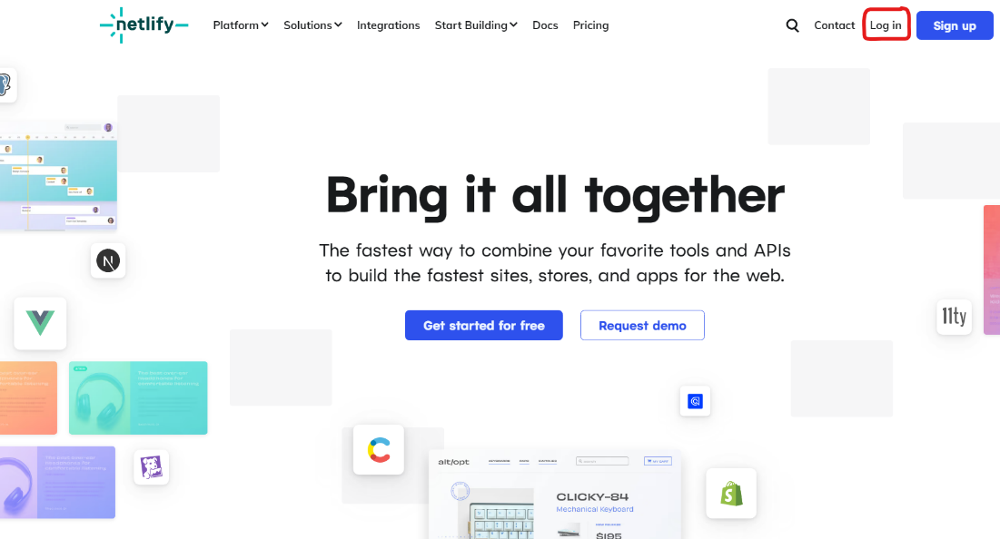 netlify
Platform
Solutions
Integrations
Start Building
Docs
Pricing
Contact
Log in
Sign up
Bring it all together
The fastest way to combine your favorite tools and APIs
to build the fastest sites, stores, and apps for the web.
Get started for free
Request demo
N
11ty
alt/opt
CLICKY-84
Mechanical Keyboard
$195